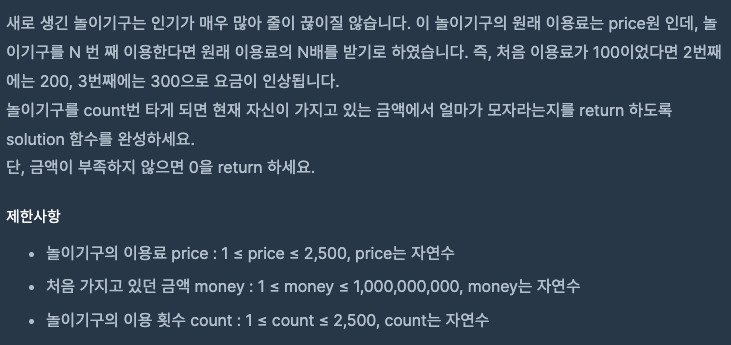 새로 생긴 놀이기구는 인기가 매우 많아 줄이 끊이질 않습니다. 이 놀이기구의 원래 이용료는 price원 인데, 놀
이기구를 N 번 째 이용한다면 원래 이용료의 N배를 받기로 하였습니다. 즉, 처음 이용료가 100이었다면 2번째
에는 200, 3번째에는 300으로 요금이 인상됩니다.
놀이기구를 count번 타게 되면 현재 자신이 가지고 있는 금액에서 얼마가 모자라는지를 return 하도록
solution 함수를 완성하세요.
단, 금액이 부족하지 않으면 0을 return 하세요.
제한사항
• 놀이기구의 이용료 price : 1 ≤ price ≤ 2,500, price는 자연수
• 처음 가지고 있던 금액 money : 1 ≤ money ≤ 1,000,000,000, money는 자연수
• 놀이기구의 이용 횟수 count : 1 ≤ count ≤ 2,500, count는 자연수